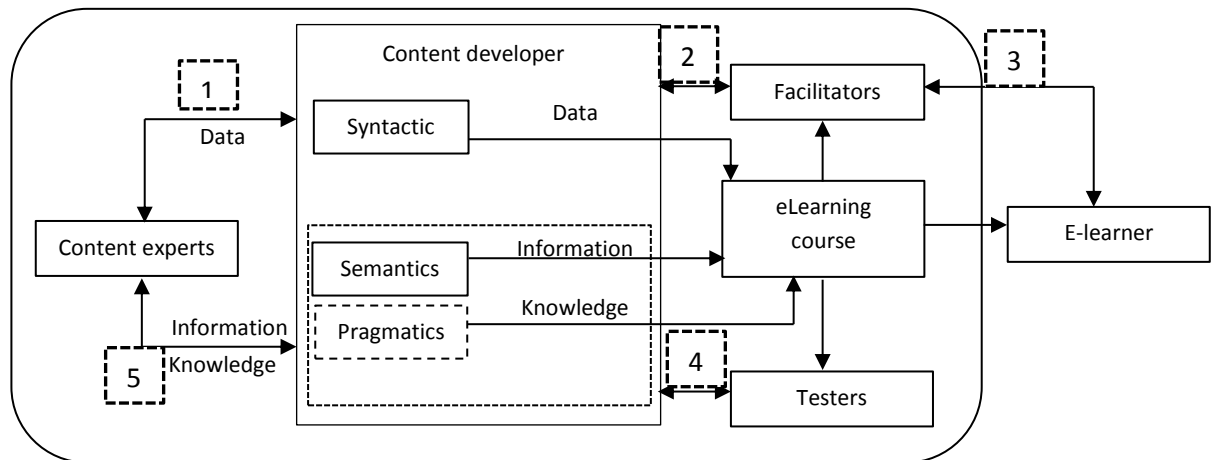 Content developer
2
3
Facilitators
1
Data
Syntactic
Data
eLearning
course
Content experts
E-learner
Semantics
Information
Information
Knowledge
Pragmatics
Knowledge
5
4
Testers